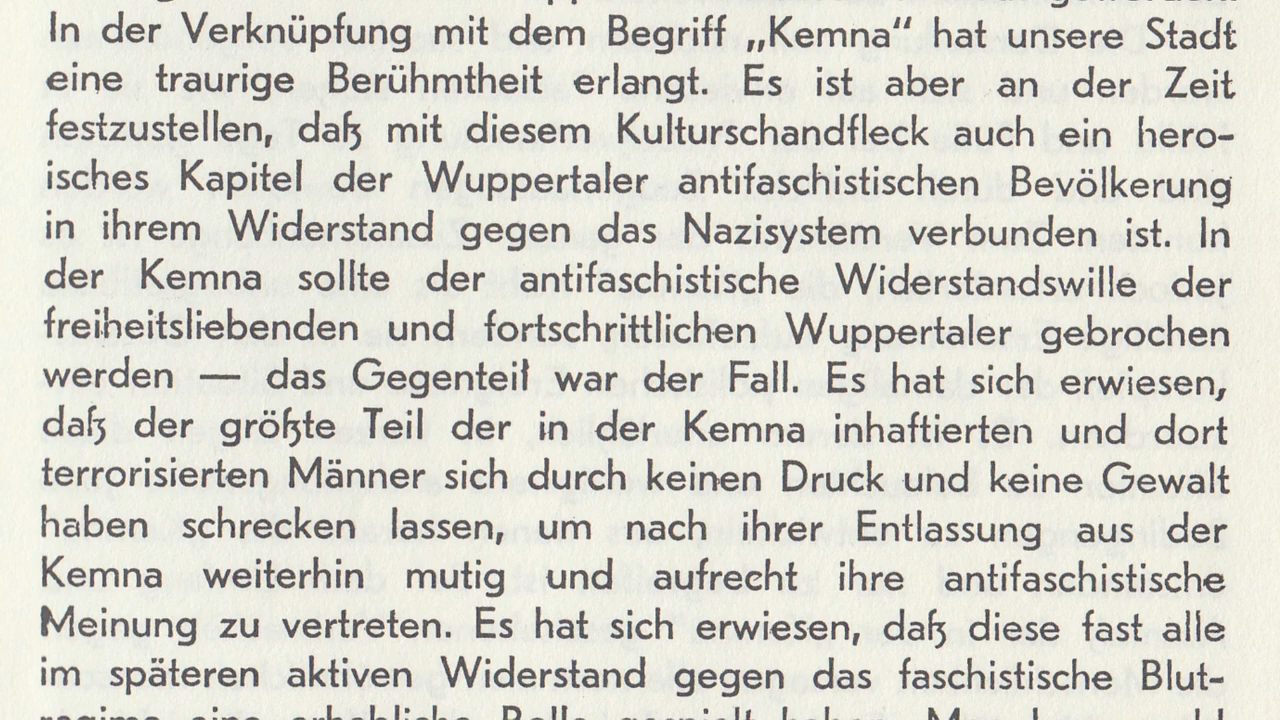 In der Verknüpfung mit dem Begriff „Kemna“ hat unsere Stadt
eine traurige Berühmtheit erlangt. Es ist aber an der Zeit
festzustellen, daß mit diesem Kulturschandfleck auch ein hero-
isches Kapitel der Wuppertaler antifaschistischen Bevölkerung
in ihrem Widerstand gegen das Nazisystem verbunden ist. In
der Kemna sollte der antifaschistische Widerstandswille der
freiheitsliebenden und fortschrittlichen Wuppertaler gebrochen
werden — das Gegenteil war der Fall. Es hat sich erwiesen,
daß der größte Teil der in der Kemna inhaftierten und dort
terrorisierten Männer sich durch keinen Druck und keine Gewalt
haben schrecken lassen, um nach ihrer Entlassung aus der
Kemna weiterhin mutig und aufrecht ihre antifaschistische
Meinung zu vertreten. Es hat sich erwiesen, daß diese fast alle
im späteren aktiven Widerstand gegen das faschistische Blut-
regime eine erhebliche Rolle gespielt haben